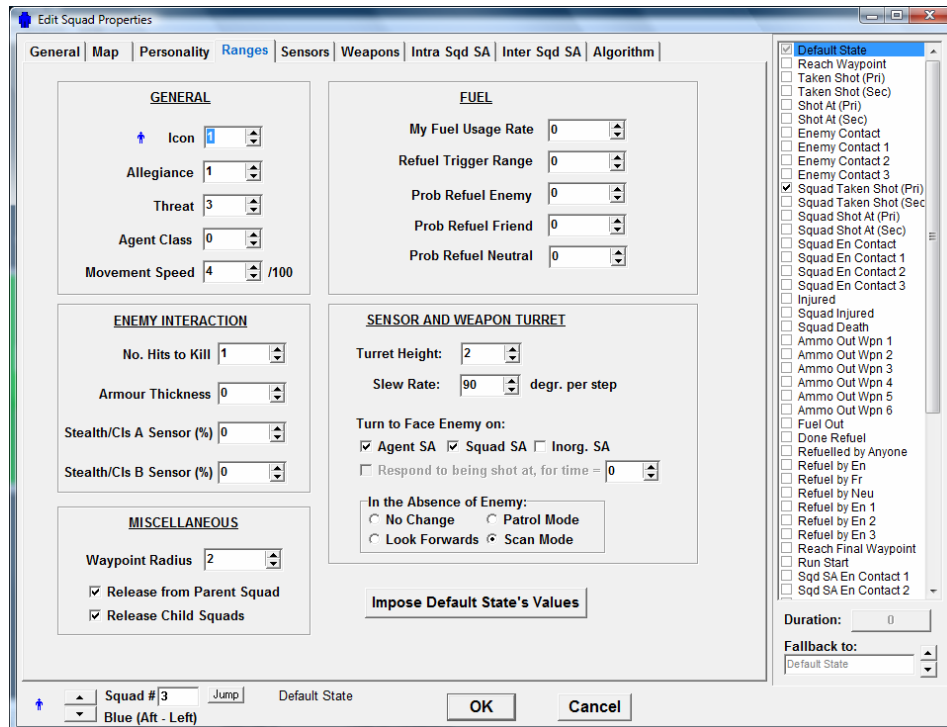 Edit Squad Properties
General Map Personality Ranges Sensors Weapons Intra Sqd SA Inter Sqd SA Algorithm
GENERAL
Icon 1
Allegiance 1
Threat 3
Agent Class 0
Movement Speed 4 /100
FUEL
My Fuel Usage Rate 0
Refuel Trigger Range 0
Prob Refuel Enemy 0
Prob Refuel Friend 0
Prob Refuel Neutral 0
ENEMY INTERACTION
No. Hits to Kill 1
Armour Thickness 0
Stealth/Cls A Sensor (%) 0
Stealth/Cls B Sensor (%) 0
SENSOR AND WEAPON TURRET
Turret Height: 2
Slew Rate: 90 degr. per step
Turn to Face Enemy on:
Agent SA Squad SA Inorg. SA
Respond to being shot at, for time = 0
In the Absence of Enemy:
No Change Patrol Mode
Look Forwards Scan Mode
MISCELLANEOUS
Waypoint Radius 2
Release from Parent Squad
Release Child Squads
Impose Default State's Values
Default State
Reach Waypoint
Taken Shot (Pri)
Taken Shot (Sec)
Shot At (Pri)
Shot At (Sec)
Enemy Contact
Enemy Contact 1
Enemy Contact 2
Enemy Contact 3
Squad Taken Shot (Pri)
Squad Taken Shot (Sec
Squad Shot At (Pri)
Squad Shot At (Sec)
Squad En Contact
Squad En Contact 1
Squad En Contact 2
Squad En Contact 3
Injured
Squad Injured
Squad Death
Ammo Out Wpn 1
Ammo Out Wpn 2
Ammo Out Wpn 3
Ammo Out Wpn 4
Ammo Out Wpn 5
Ammo Out Wpn 6
Fuel Out
Done Refuel
Refuelled by Anyone
Refuel by En
Refuel by Fr
Refuel by Neu
Refuel by En 1
Refuel by En 2
Refuel by En 3
Reach Final Waypoint
Run Start
Sqd SA En Contact 1
Sqd SA En Contact 2
Duration: 0
Fallback to:
Default State
Squad # 3 Jump Default State
Blue (Aft - Left)
OK Cancel